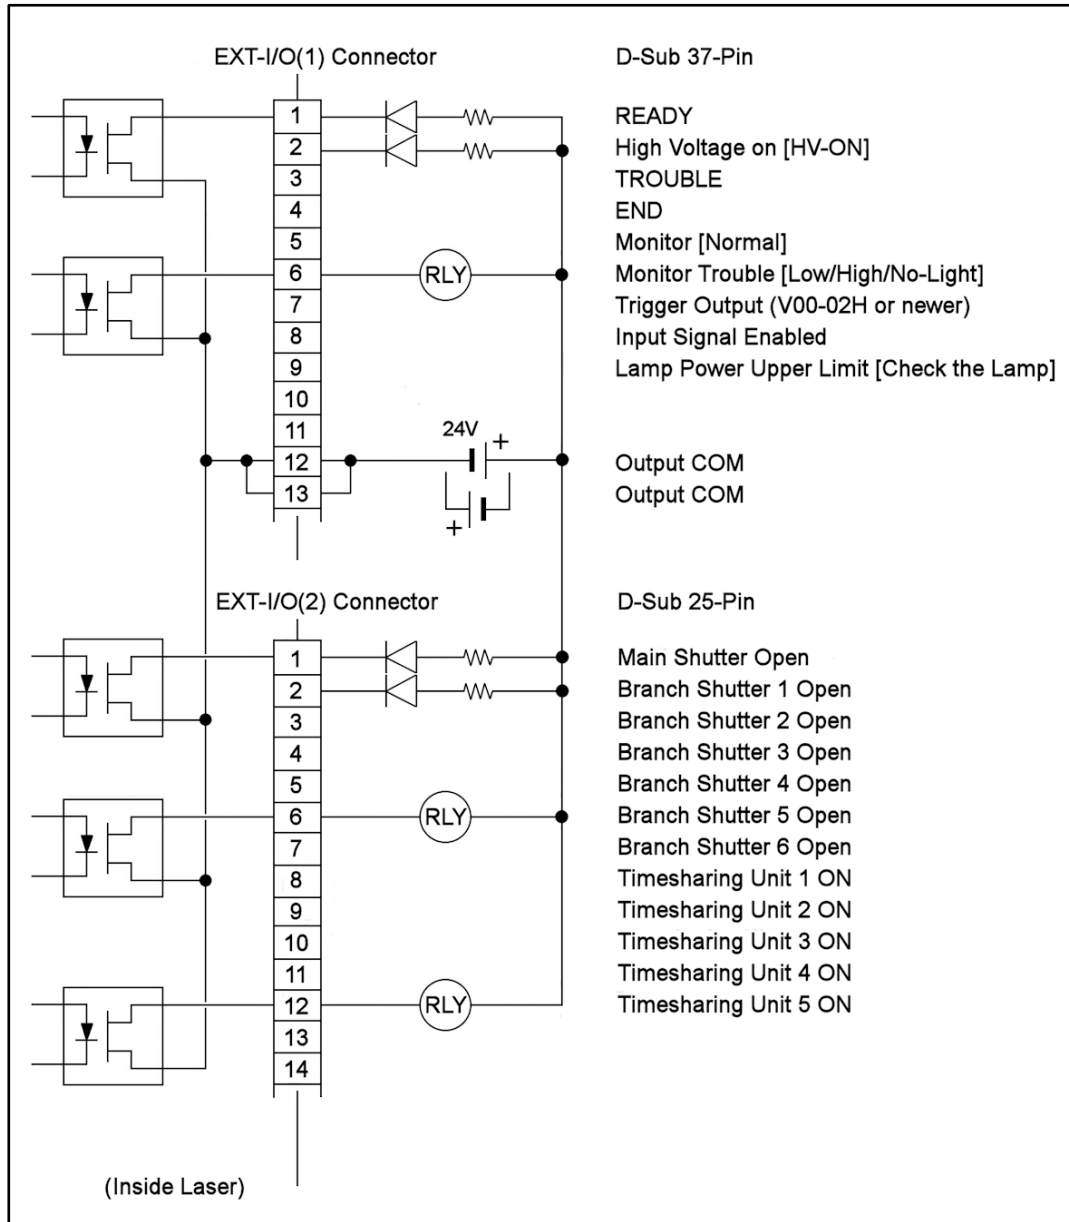 EXT-I/O(1) Connector D-Sub 37-Pin
1 READY
2 High Voltage on [HV-ON]
3 TROUBLE
4 END
5 Monitor [Normal]
6 RLY Monitor Trouble [Low/High/No-Light]
7 Trigger Output (V00-02H or newer)
8 Input Signal Enabled
9 Lamp Power Upper Limit [Check the Lamp]
10
11
24V +
12 Output COM
13 Output COM
+
EXT-I/O(2) Connector D-Sub 25-Pin
1 Main Shutter Open
2 Branch Shutter 1 Open
3 Branch Shutter 2 Open
4 Branch Shutter 3 Open
5 Branch Shutter 4 Open
6 RLY Branch Shutter 5 Open
7 Branch Shutter 6 Open
8 Timesharing Unit 1 ON
9 Timesharing Unit 2 ON
10 Timesharing Unit 3 ON
11 Timesharing Unit 4 ON
12 RLY Timesharing Unit 5 ON
13
14
(Inside Laser)